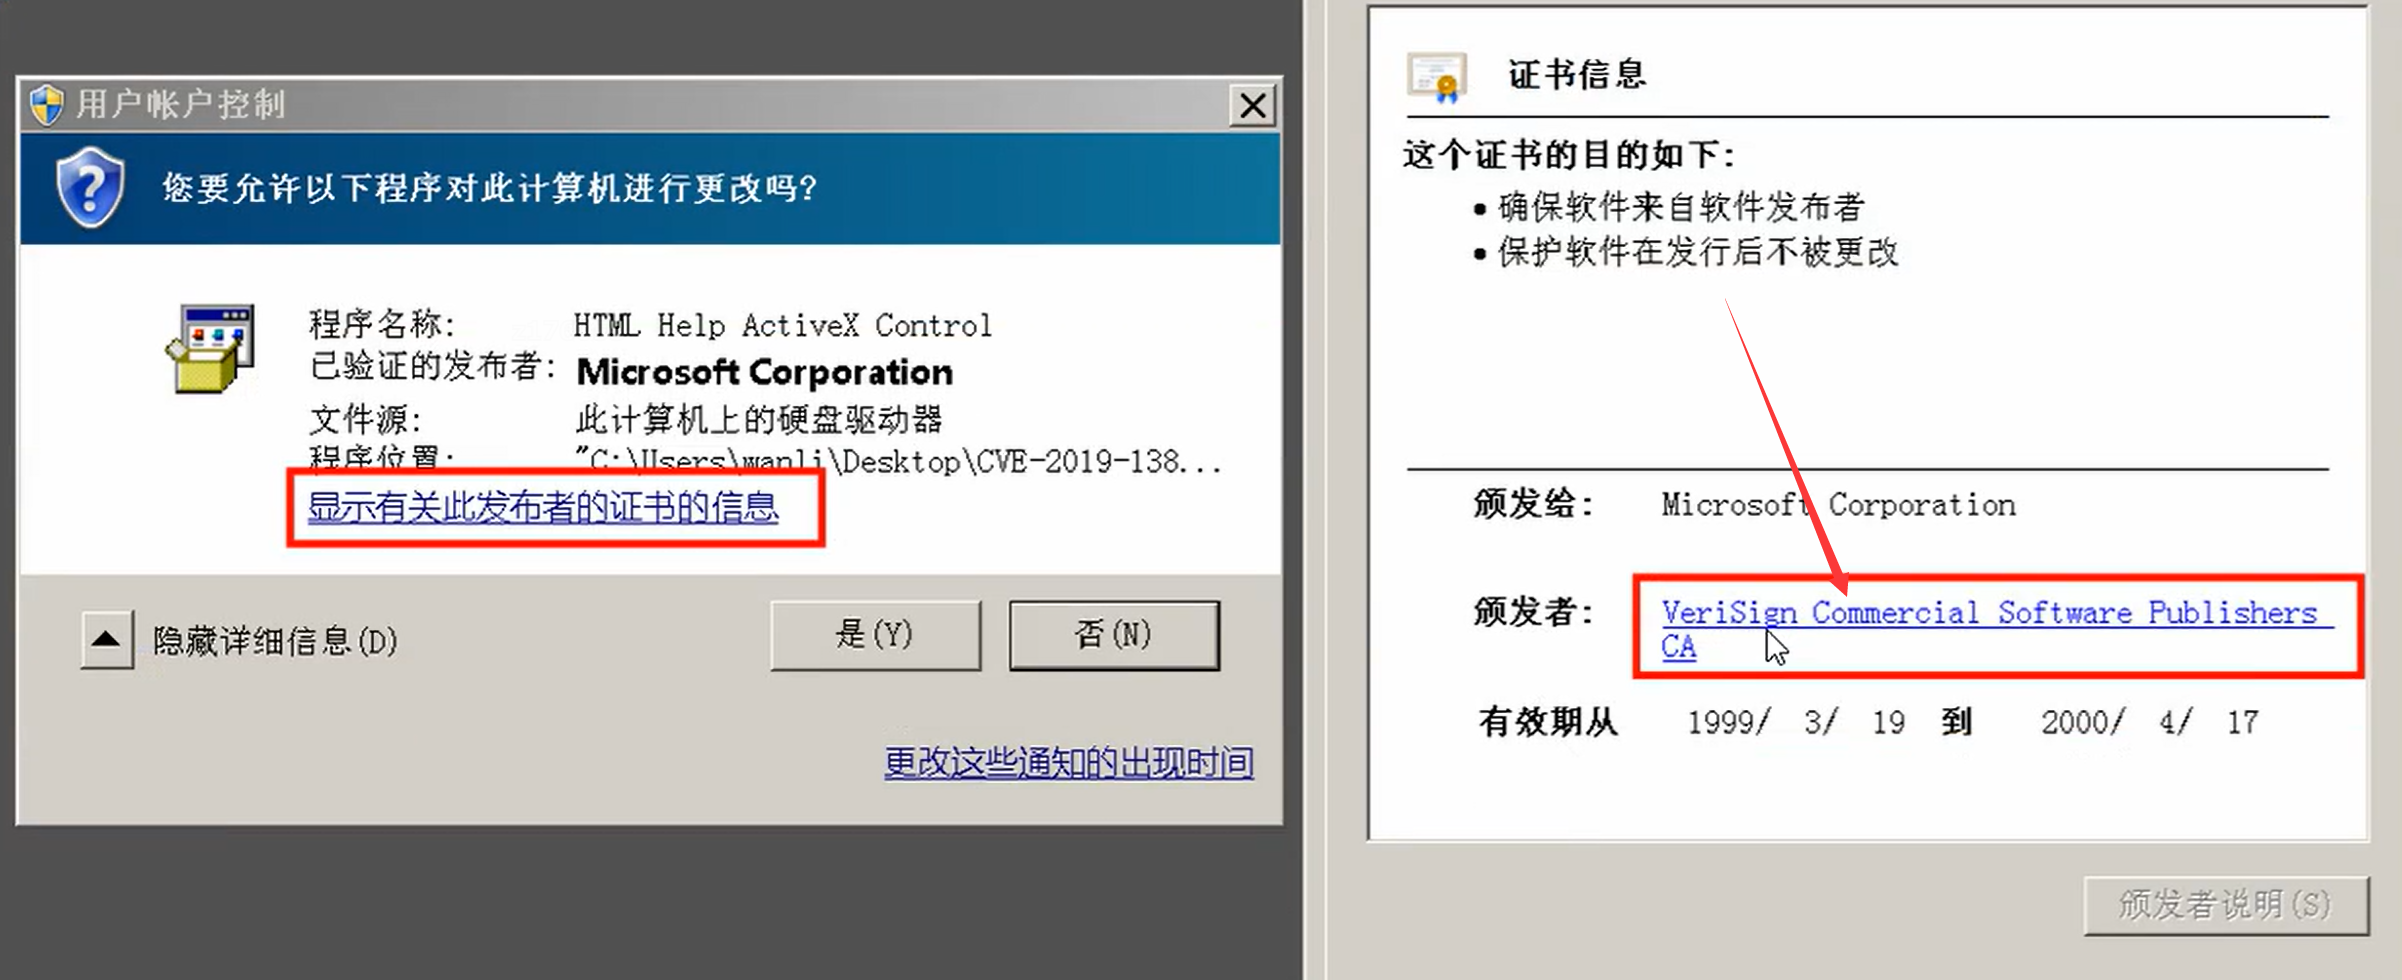 用户帐户控制
您要允许以下程序对此计算机进行更改吗?
程序名称: HTML Help ActiveX Control
已验证的发布者: Microsoft Corporation
文件源: 此计算机上的硬盘驱动器
程序位置: "C:\Users\wanli\Desktop\CVE-2019-138...
显示有关此发布者的证书的信息
隐藏详细信息(D)
是(Y)
否(N)
更改这些通知的出现时间
证书信息
这个证书的目的如下:
• 确保软件来自软件发布者
• 保护软件在发行后不被更改
颁发给: Microsoft Corporation
颁发者: VeriSign Commercial Software Publishers
CA
有效期从 1999/ 3/ 19 到 2000/ 4/ 17
颁发者说明(S)